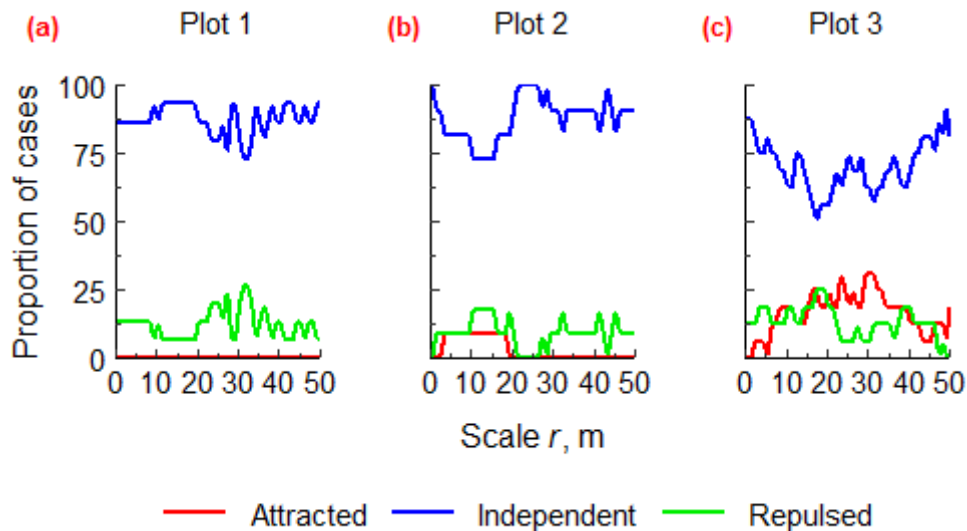 (a) Plot 1 (b) Plot 2 (c) Plot 3
Proportion of cases
100
75
50
25
0
0 10 20 30 40 50 0 10 20 30 40 50 0 10 20 30 40 50
Scale r, m
Attracted Independent Repulsed